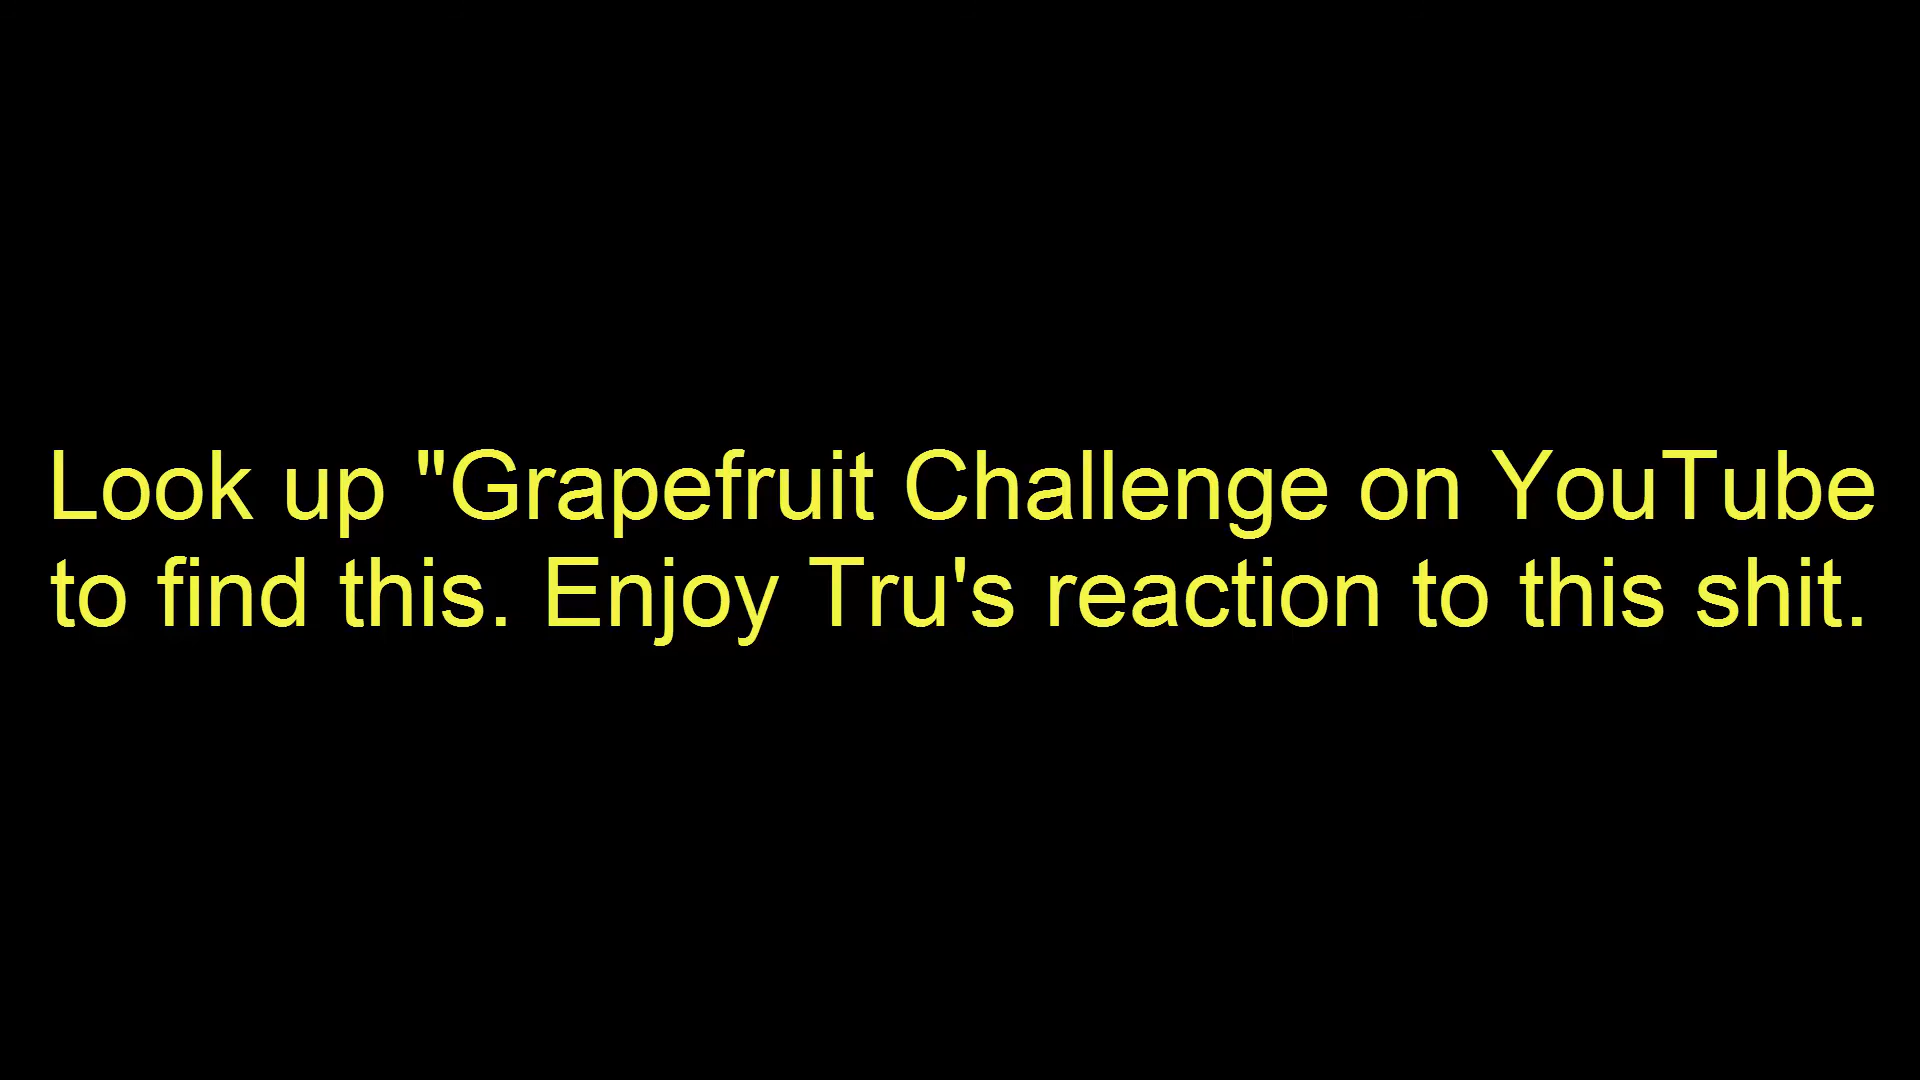 Look up "Grapefruit Challenge on YouTube
to find this. Enjoy Tru's reaction to this shit.